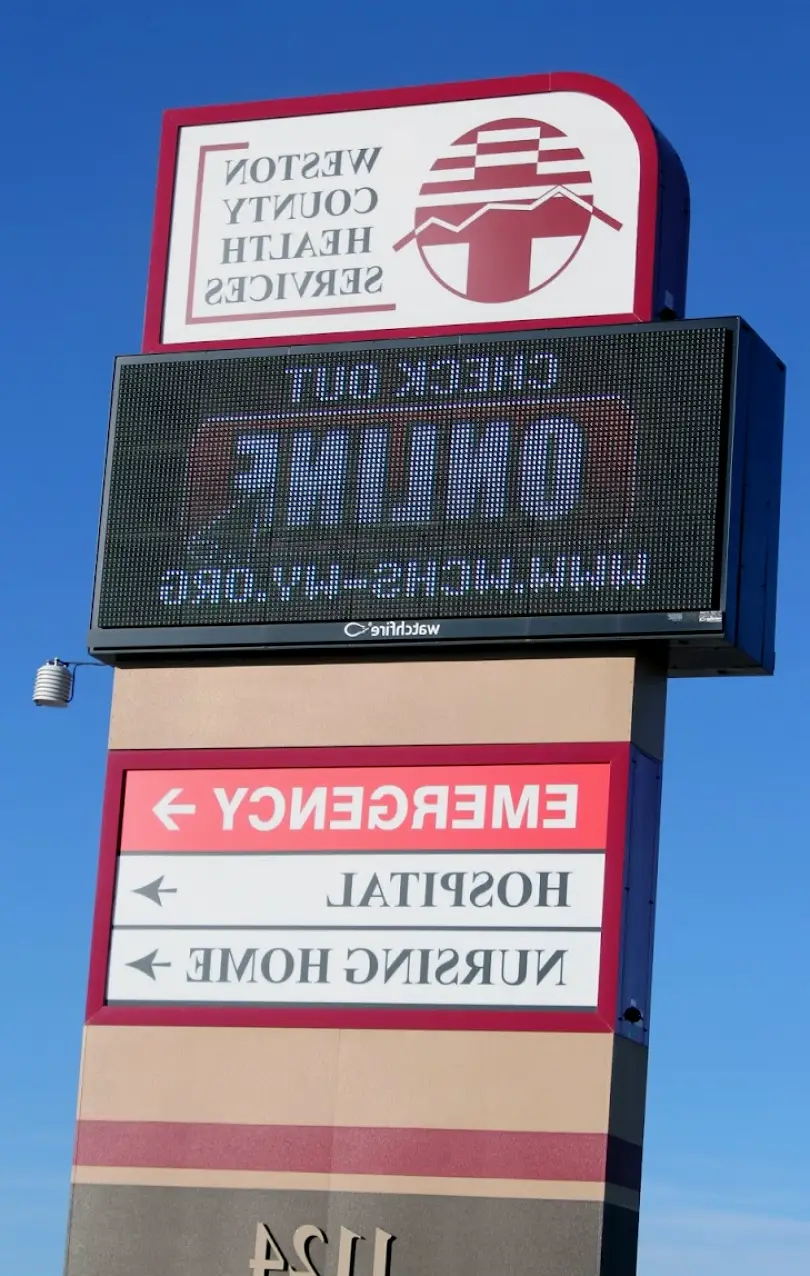 WESTON
COUNTY
HEALTH
SERVICES
CHECK OUT
ONLINE
WWW.WCHS-WY.ORG
watchfire
EMERGENCY →
HOSPITAL →
NURSING HOME →
1124